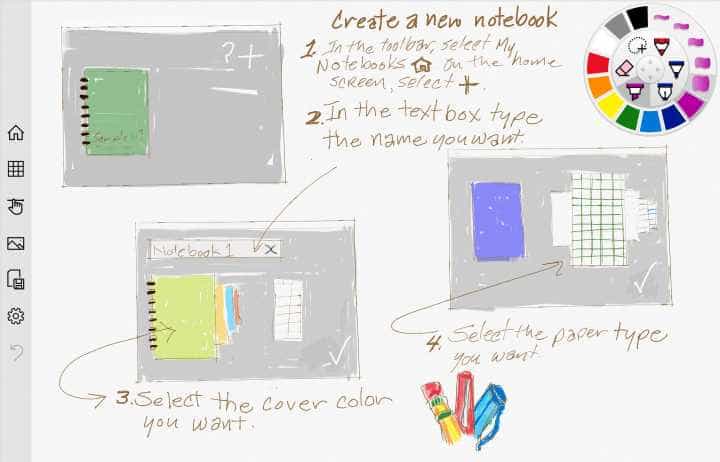 Create a new notebook
1. In the toolbar, select My
Notebooks on the home
screen, select +.
2. In the text box type
the name you want.
? +
Sample 1
Notebook 1 X
3. Select the cover color
you want.
4. Select the paper type
you want